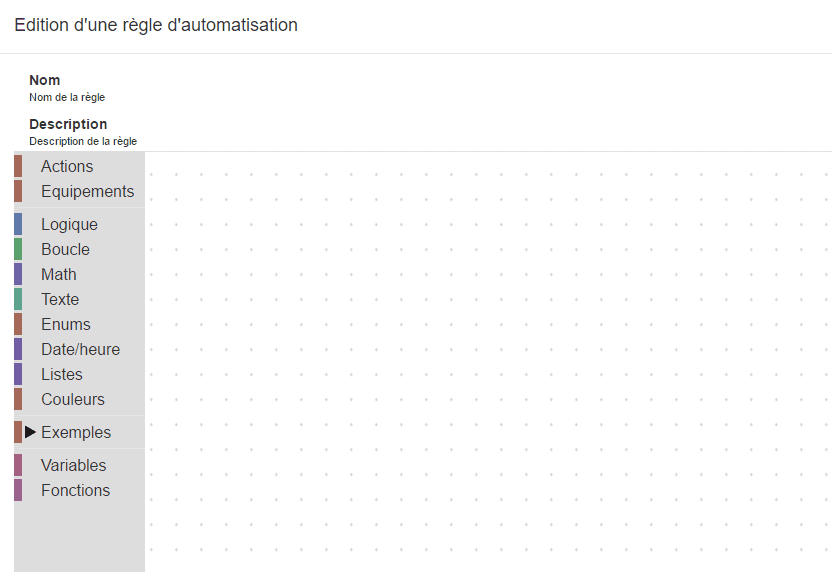 Edition d'une règle d'automatisation
Nom
Nom de la règle
Description
Description de la règle
Actions
Equipements
Logique
Boucle
Math
Texte
Enums
Date/heure
Listes
Couleurs
Exemples
Variables
Fonctions